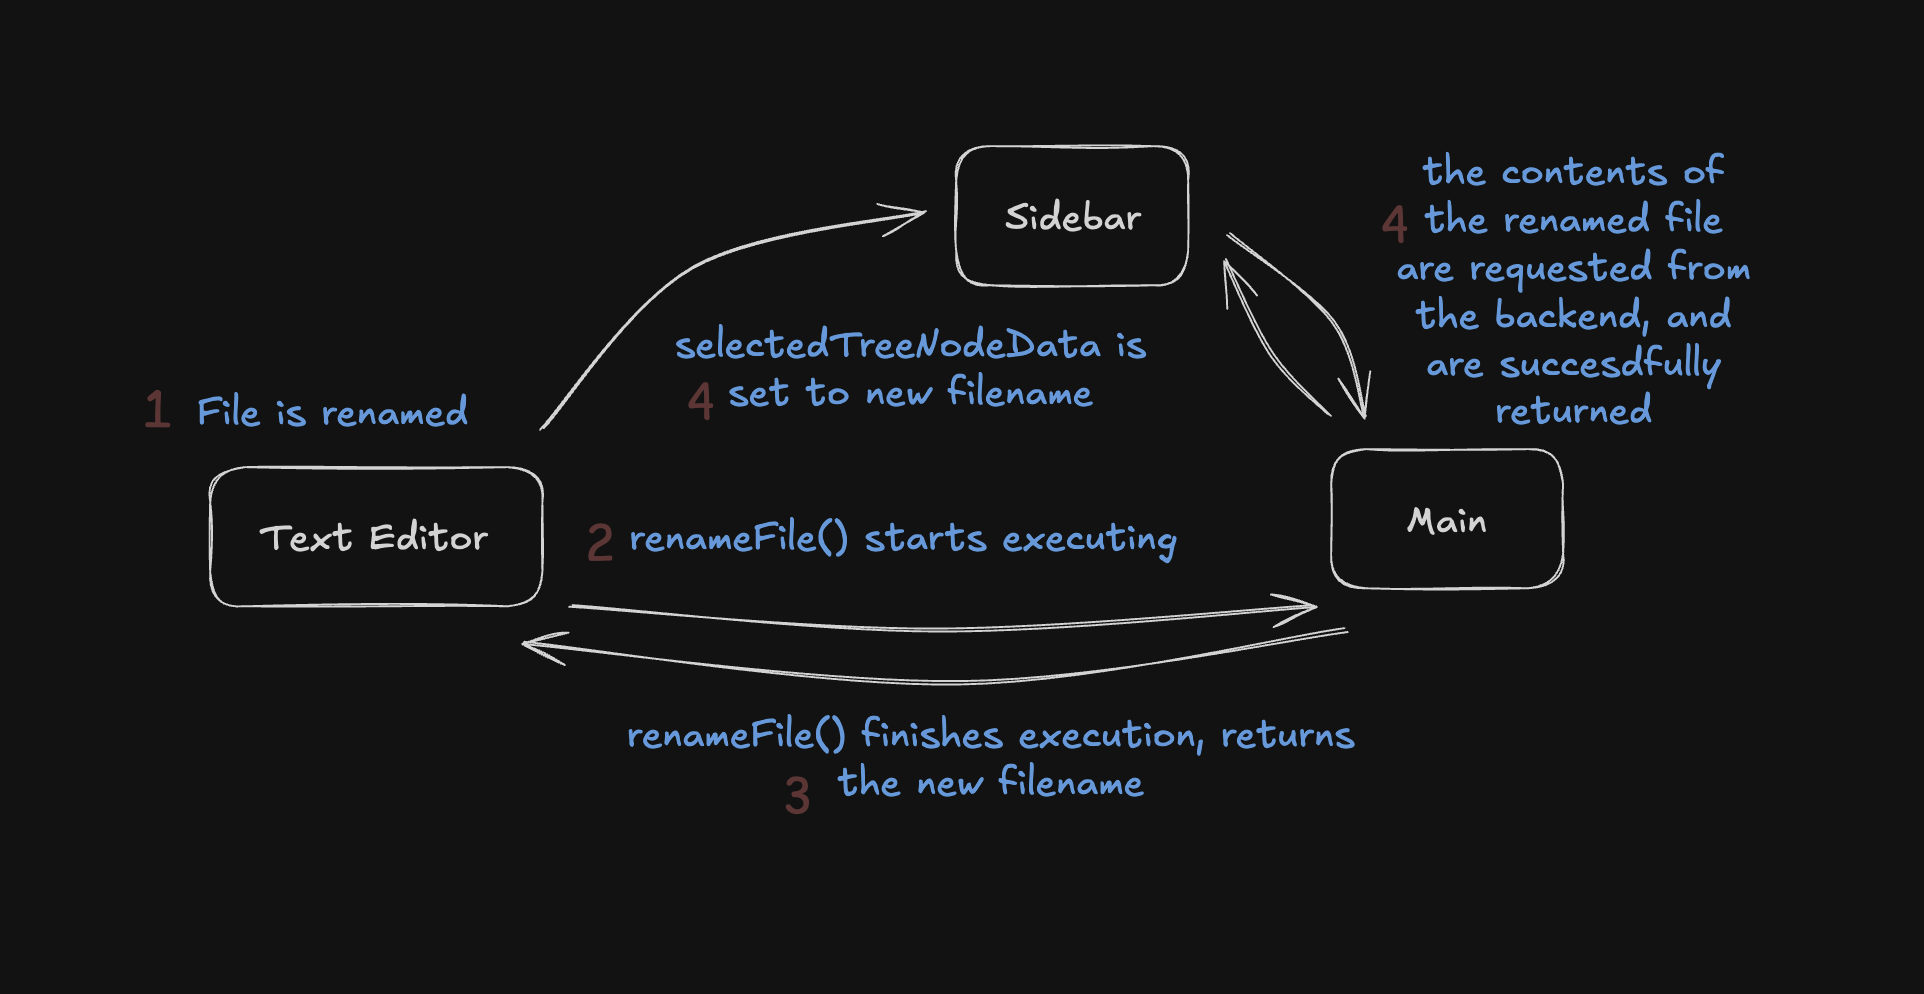 Sidebar
the contents of
4 the renamed file
are requested from
the backend, and
are succesdfully
returned
selectedTreeNodeData is
4 set to new filename
1 File is renamed
Text Editor
2 renameFile() starts executing
Main
renameFile() finishes execution, returns
3 the new filename